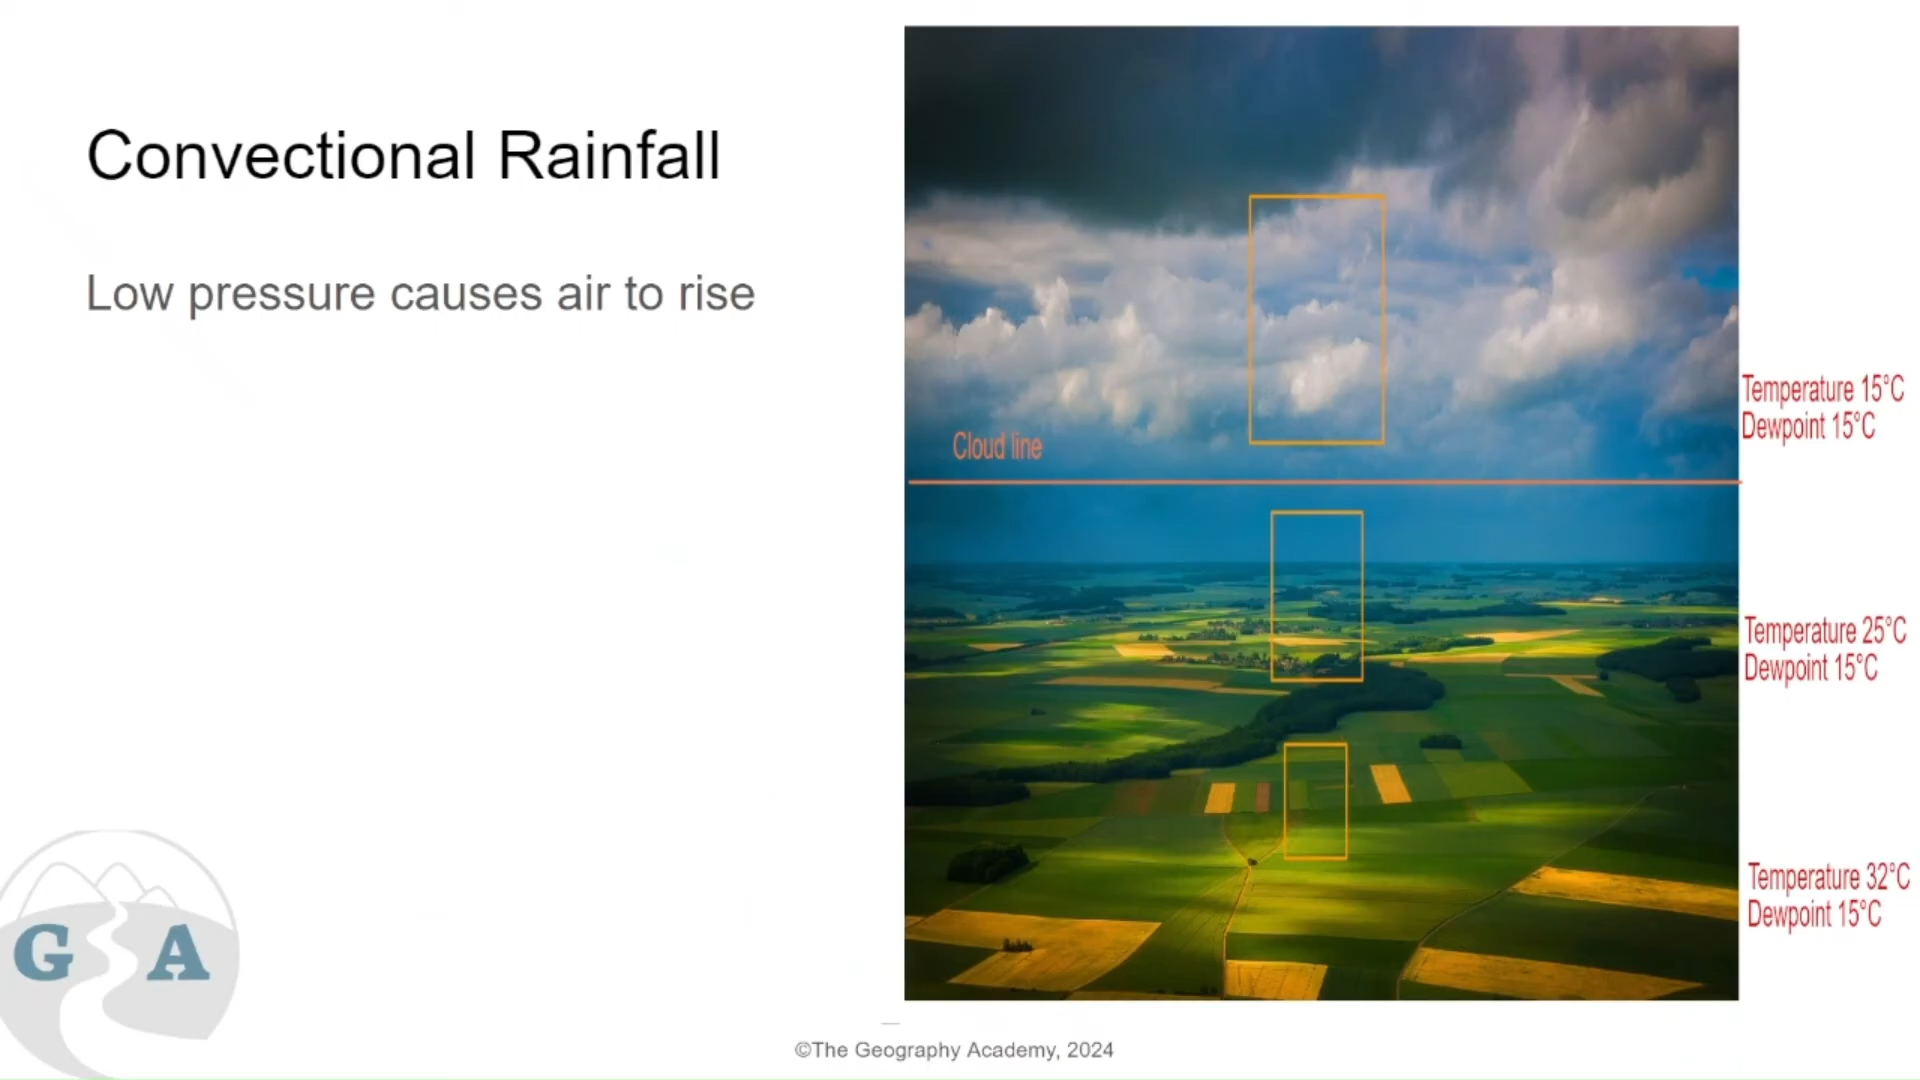 Convectional Rainfall
Low pressure causes air to rise
Cloud line
Temperature 15°C
Dewpoint 15°C
Temperature 25°C
Dewpoint 15°C
Temperature 32°C
Dewpoint 15°C
G A
©The Geography Academy, 2024